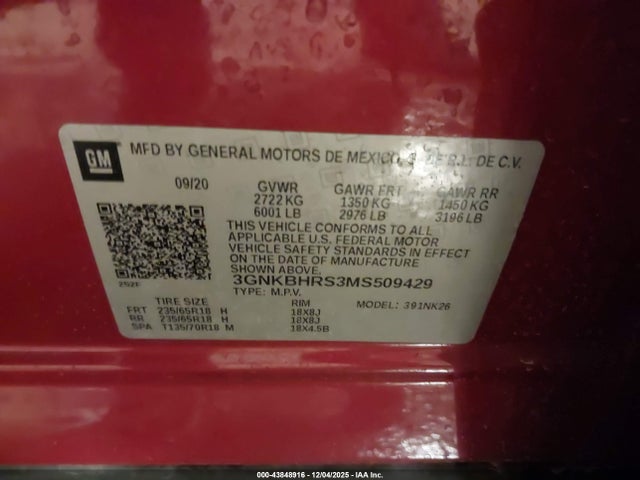 GM
MFD BY GENERAL MOTORS DE MEXICO, S. DE R.L. DE C.V.
09/20 GVWR GAWR FRT GAWR RR
2722 KG 1350 KG 1450 KG
6001 LB 2976 LB 3196 LB
THIS VEHICLE CONFORMS TO ALL
APPLICABLE U.S. FEDERAL MOTOR
VEHICLE SAFETY STANDARDS IN EFFECT
ON THE DATE OF MANUFACTURE
SHOWN ABOVE.
3GNKBHRS3MS509429
TYPE: M.P.V. MODEL: 391NK26
TIRE SIZE RIM
FRT 235/65R18 H 18X8J
RR 235/65R18 H 18X8J
SPA T135/70R18 M 18X4.5B
000-43848916 - 12/04/2025 - IAA Inc.